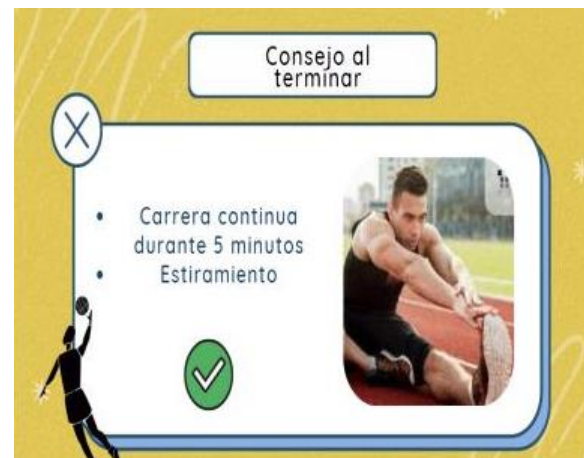 Consejo al
terminar
• Carrera continua
durante 5 minutos
• Estiramiento